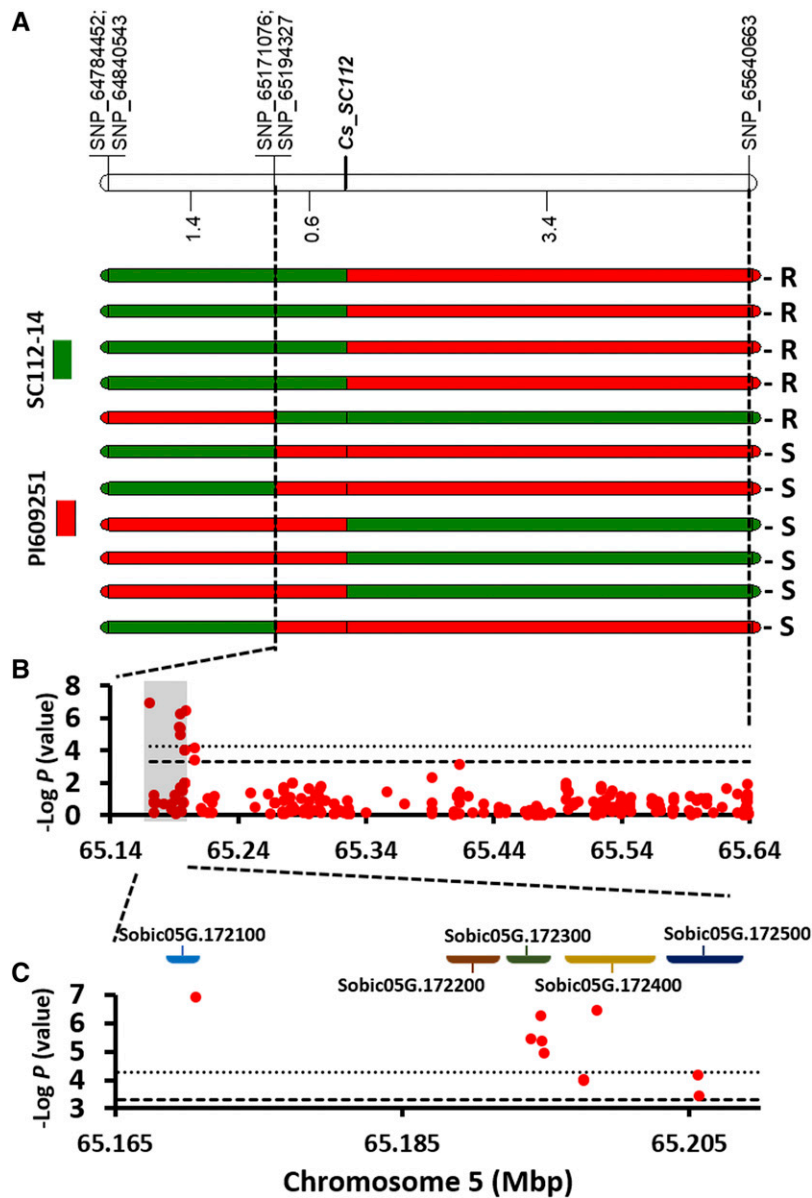 A
SNP_64784452;
SNP_64840543
SNP_65171076;
SNP_65194327
Cs_SC112
SNP_65640663
1.4
0.6
3.4
SC112-14
PI609251
- R
- R
- R
- R
- R
- S
- S
- S
- S
- S
- S
B
-Log P (value)
8
6
4
2
0
65.14
65.24
65.34
65.44
65.54
65.64
Sobic05G.172100
Sobic05G.172300
Sobic05G.172500
Sobic05G.172200
Sobic05G.172400
C
-Log P (value)
7
6
5
4
3
65.165
65.185
65.205
Chromosome 5 (Mbp)